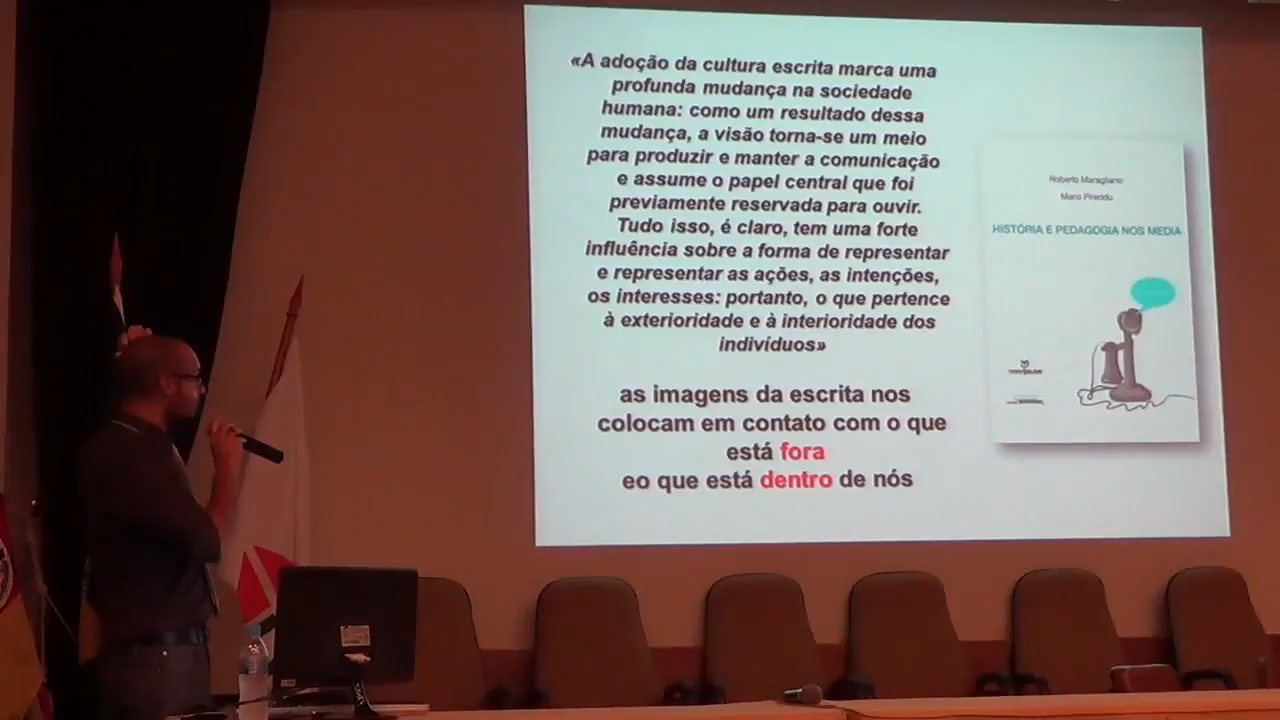 «A adoção da cultura escrita marca uma
profunda mudança na sociedade
humana: como um resultado dessa
mudança, a visão torna-se um meio
para produzir e manter a comunicação
e assume o papel central que foi
previamente reservada para ouvir.
Tudo isso, é claro, tem uma forte
influência sobre a forma de representar
e representar as ações, as intenções,
os interesses: portanto, o que pertence
à exterioridade e à interioridade dos
indivíduos»
as imagens da escrita nos
colocam em contato com o que
está fora
eo que está dentro de nós
Roberto Maragliano
Mario Pireddu
HISTÓRIA E PEDAGOGIA NOS MEDIA